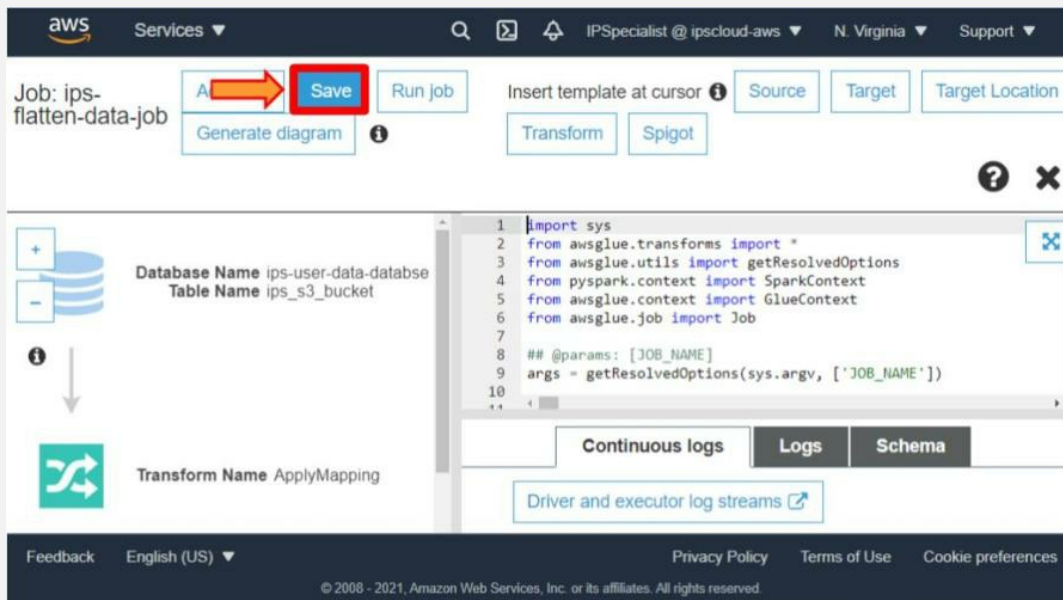 aws
Services ▼
IPSpecialist @ ipscloud-aws ▼
N. Virginia ▼
Support ▼
Job: ips-
flatten-data-job
Save
Run job
Generate diagram
Insert template at cursor
Source
Target
Target Location
Transform
Spigot
+
Database Name ips-user-data-databse
Table Name ips_s3_bucket
−
Transform Name ApplyMapping
1 import sys
2 from awsglue.transforms import *
3 from awsglue.utils import getResolvedOptions
4 from pyspark.context import SparkContext
5 from awsglue.context import GlueContext
6 from awsglue.job import Job
7
8 ## @params: [JOB_NAME]
9 args = getResolvedOptions(sys.argv, ['JOB_NAME'])
10
Continuous logs
Logs
Schema
Driver and executor log streams
Feedback
English (US) ▼
Privacy Policy
Terms of Use
Cookie preferences
© 2008 - 2021, Amazon Web Services, Inc. or its affiliates. All rights reserved.